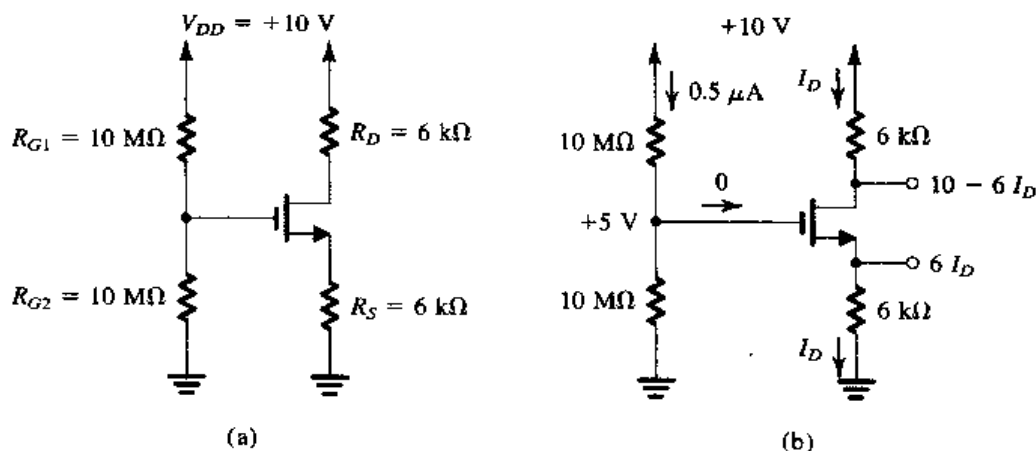 V_DD = +10 V
R_G1 = 10 MΩ
R_D = 6 kΩ
R_G2 = 10 MΩ
R_S = 6 kΩ
(a)
+10 V
0.5 μA
I_D
10 MΩ
6 kΩ
0
10 − 6 I_D
+5 V
6 I_D
10 MΩ
6 kΩ
I_D
(b)